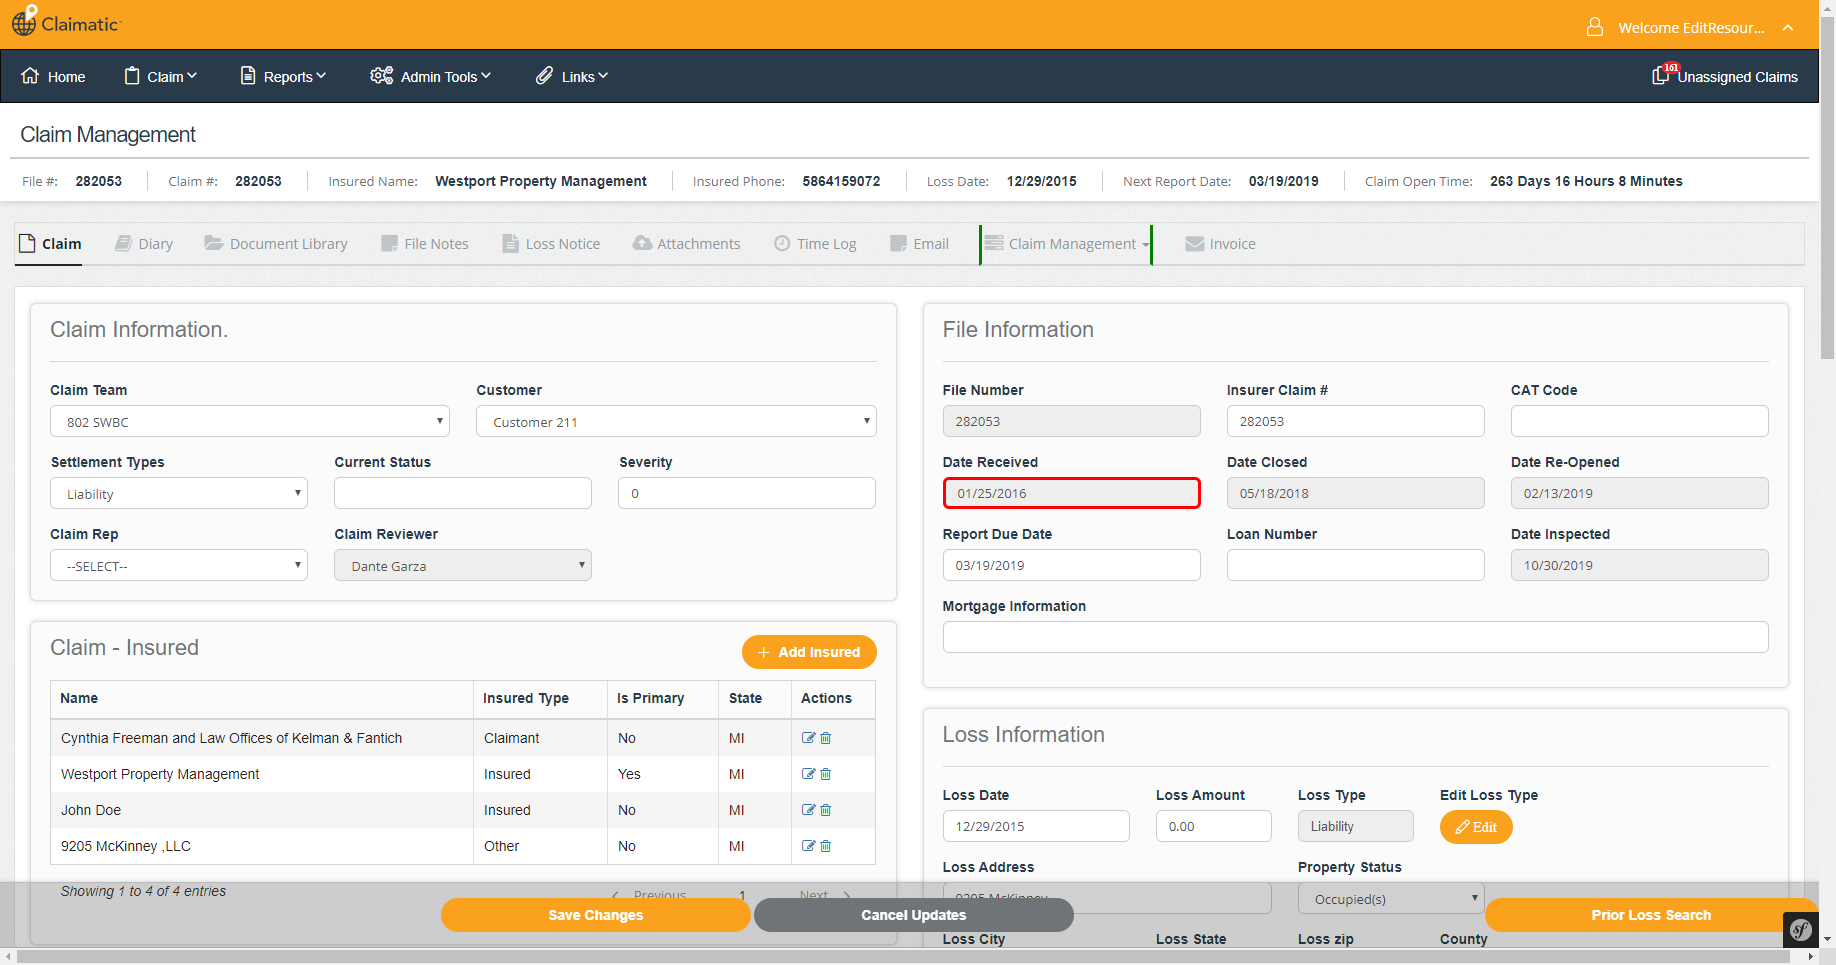 Claimatic
Welcome EditResour...
Home
Claim
Reports
Admin Tools
Links
161
Unassigned Claims
Claim Management
File #: 282053
Claim #: 282053
Insured Name: Westport Property Management
Insured Phone: 5864159072
Loss Date: 12/29/2015
Next Report Date: 03/19/2019
Claim Open Time: 263 Days 16 Hours 8 Minutes
Claim
Diary
Document Library
File Notes
Loss Notice
Attachments
Time Log
Email
Claim Management
Invoice
Claim Information.
Claim Team
Customer
802 SWBC
Customer 211
Settlement Types
Current Status
Severity
Liability
0
Claim Rep
Claim Reviewer
--SELECT--
Dante Garza
File Information
File Number
Insurer Claim #
CAT Code
282053
282053
Date Received
Date Closed
Date Re-Opened
01/25/2016
05/18/2018
02/13/2019
Report Due Date
Loan Number
Date Inspected
03/19/2019
10/30/2019
Mortgage Information
Claim - Insured
+ Add Insured
Name Insured Type Is Primary State Actions
Cynthia Freeman and Law Offices of Kelman & Fantich Claimant No MI
Westport Property Management Insured Yes MI
John Doe Insured No MI
9205 McKinney ,LLC Other No MI
Showing 1 to 4 of 4 entries
Previous 1 Next
Loss Information
Loss Date
Loss Amount
Loss Type
Edit Loss Type
12/29/2015
0.00
Liability
Edit
Loss Address
Property Status
9205 McKinney
Occupied(s)
Save Changes
Cancel Updates
Prior Loss Search
sf
Loss City
Loss State
Loss zip
County